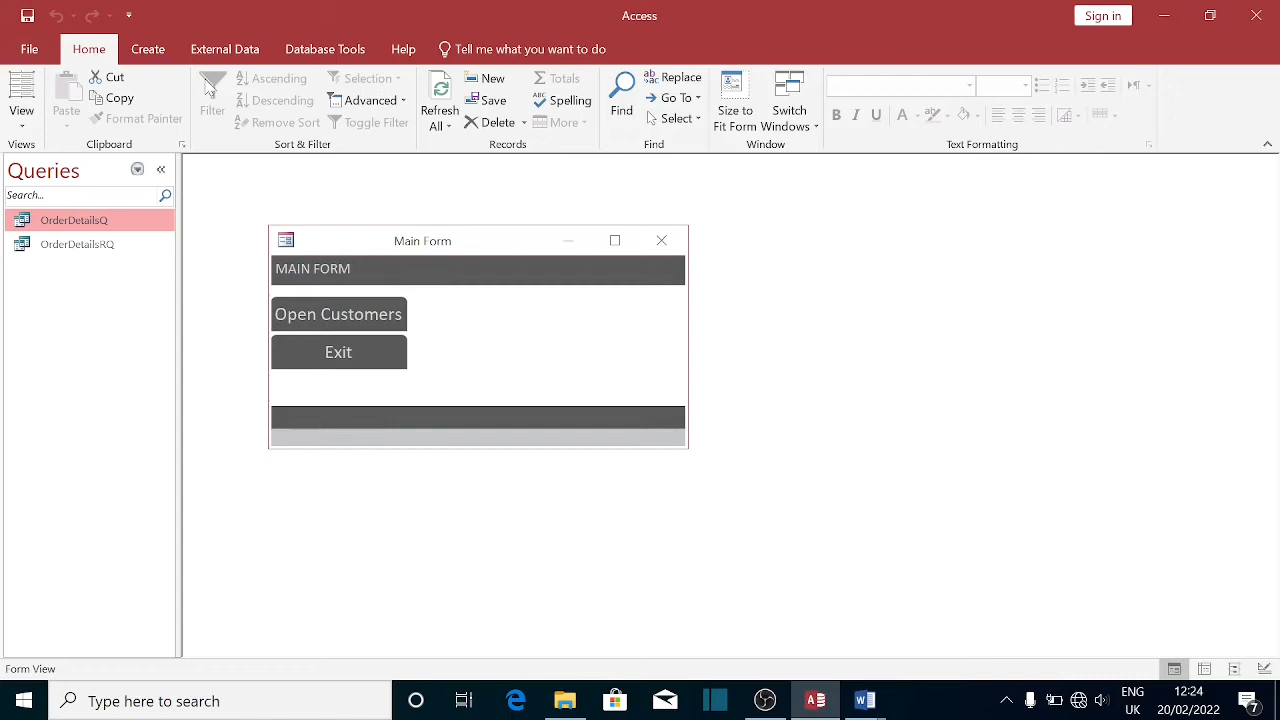 Access
Sign in
File Home Create External Data Database Tools Help Tell me what you want to do
View
Views
Paste
Cut
Copy
Format Painter
Clipboard
Filter
Ascending
Descending
Remove
Selection
Advanced
Toggle Filter
Sort & Filter
Refresh All
New
Save
Delete
Totals
Spelling
More
Records
Find
Replace
Go To
Select
Find
Size to Fit Form
Switch Windows
Window
B I U A
Text Formatting
Queries
Search...
OrderDetailsQ
OrderDetailsRQ
Main Form
MAIN FORM
Open Customers
Exit
Form View
Type here to search
ENG
UK
12:24
20/02/2022
7